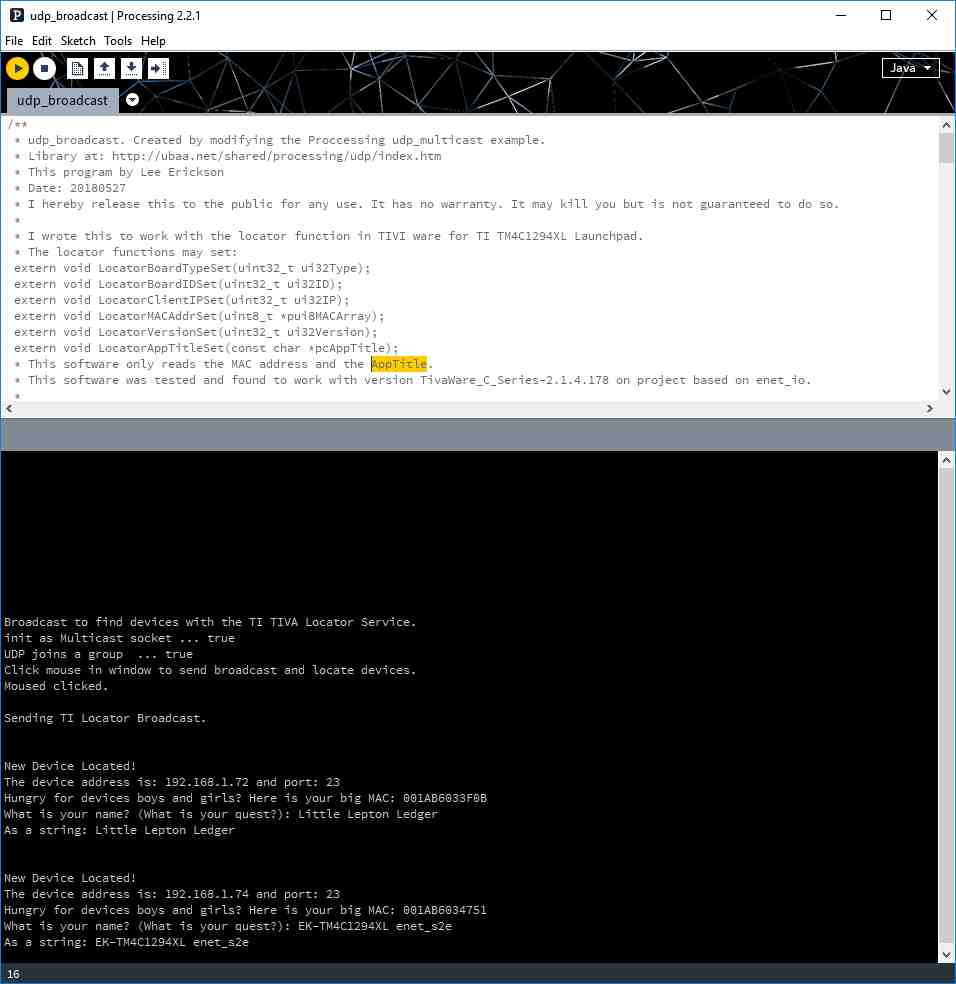 udp_broadcast | Processing 2.2.1
File Edit Sketch Tools Help
Java
udp_broadcast
/**
* udp_broadcast. Created by modifying the Proccessing udp_multicast example.
* Library at: http://ubaa.net/shared/processing/udp/index.htm
* This program by Lee Erickson
* Date: 20180527
* I hereby release this to the public for any use. It has no warranty. It may kill you but is not guaranteed to do so.
*
* I wrote this to work with the locator function in TIVI ware for TI TM4C1294XL Launchpad.
* The locator functions may set:
extern void LocatorBoardTypeSet(uint32_t ui32Type);
extern void LocatorBoardIDSet(uint32_t ui32ID);
extern void LocatorClientIPSet(uint32_t ui32IP);
extern void LocatorMACAddrSet(uint8_t *pui8MACArray);
extern void LocatorVersionSet(uint32_t ui32Version);
extern void LocatorAppTitleSet(const char *pcAppTitle);
* This software only reads the MAC address and the AppTitle.
* This software was tested and found to work with version TivaWare_C_Series-2.1.4.178 on project based on enet_io.
*
Broadcast to find devices with the TI TIVA Locator Service.
init as Multicast socket ... true
UDP joins a group  ... true
Click mouse in window to send broadcast and locate devices.
Moused clicked.
Sending TI Locator Broadcast.
New Device Located!
The device address is: 192.168.1.72 and port: 23
Hungry for devices boys and girls? Here is your big MAC: 001AB6033F0B
What is your name? (What is your quest?): Little Lepton Ledger
As a string: Little Lepton Ledger
New Device Located!
The device address is: 192.168.1.74 and port: 23
Hungry for devices boys and girls? Here is your big MAC: 001AB6034751
What is your name? (What is your quest?): EK-TM4C1294XL enet_s2e
As a string: EK-TM4C1294XL enet_s2e
16